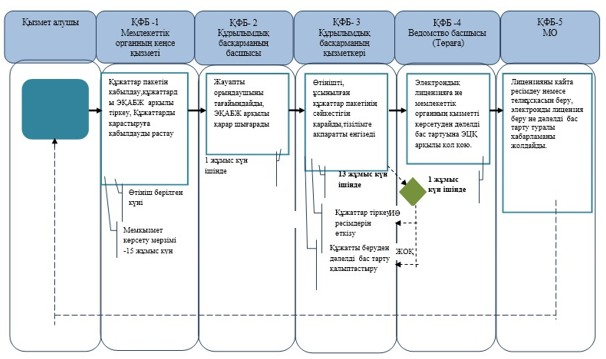 Қызмет алушы
ҚФБ -1
Мемлекеттік
органның кеңсе
қызметі
ҚФБ- 2
Құрылымдық
басқарманың
басшысы
ҚФБ- 3
Құрылымдық
басқарманың
қызметкері
ҚФБ -4
Ведомство басшысы
(Төраға)
ҚФБ-5
МО
Құжаттар пакетін
қабылдау,құжаттард
ы ЭҚАБЖ арқылы
тіркеу, Құжаттарды
қарастыруға
қабылдауды растау
Өтініш берілген
күні
Мемқызмет
көрсету мерзімі
-15 жұмыс күн
Жауапты
орындаушыны
тағайындайды,
ЭҚАБЖ арқылы
қарар шығарады
1 жұмыс күн
ішінде
Өтінішті,
ұсынылған
құжаттар пакетінің
сәйкестігін
қарайды,тізілімге
ақпаратты енгізеді
13 жұмыс күн
ішінде
Құжаттар тіркеу
рәсімдерін
өткізу
ИӘ
Құжатты беруден
дәлелді бас тарту
қалыптастыру
ЖОҚ
Электрондық
лицензияға не
мемлекеттік
органның қызметті
көрсетуден дәлелді
бас тартуына ЭЦҚ
арқылы қол қою.
1 жұмыс
күн ішінде
Лицензияны қайта
ресімдеу немесе
телнұсқасын беру,
электронды лицензия
беру не дәлелді бас
тарту туралы
хабарламаны
жолдайды.